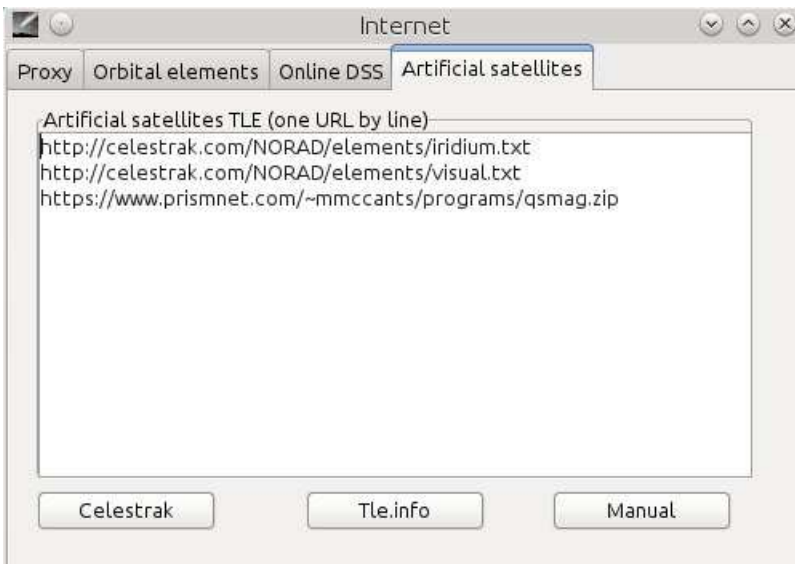 Internet
Proxy Orbital elements Online DSS Artificial satellites
Artificial satellites TLE (one URL by line)
http://celestrak.com/NORAD/elements/iridium.txt
http://celestrak.com/NORAD/elements/visual.txt
https://www.prismnet.com/~mmccants/programs/qsmag.zip
Celestrak Tle.info Manual